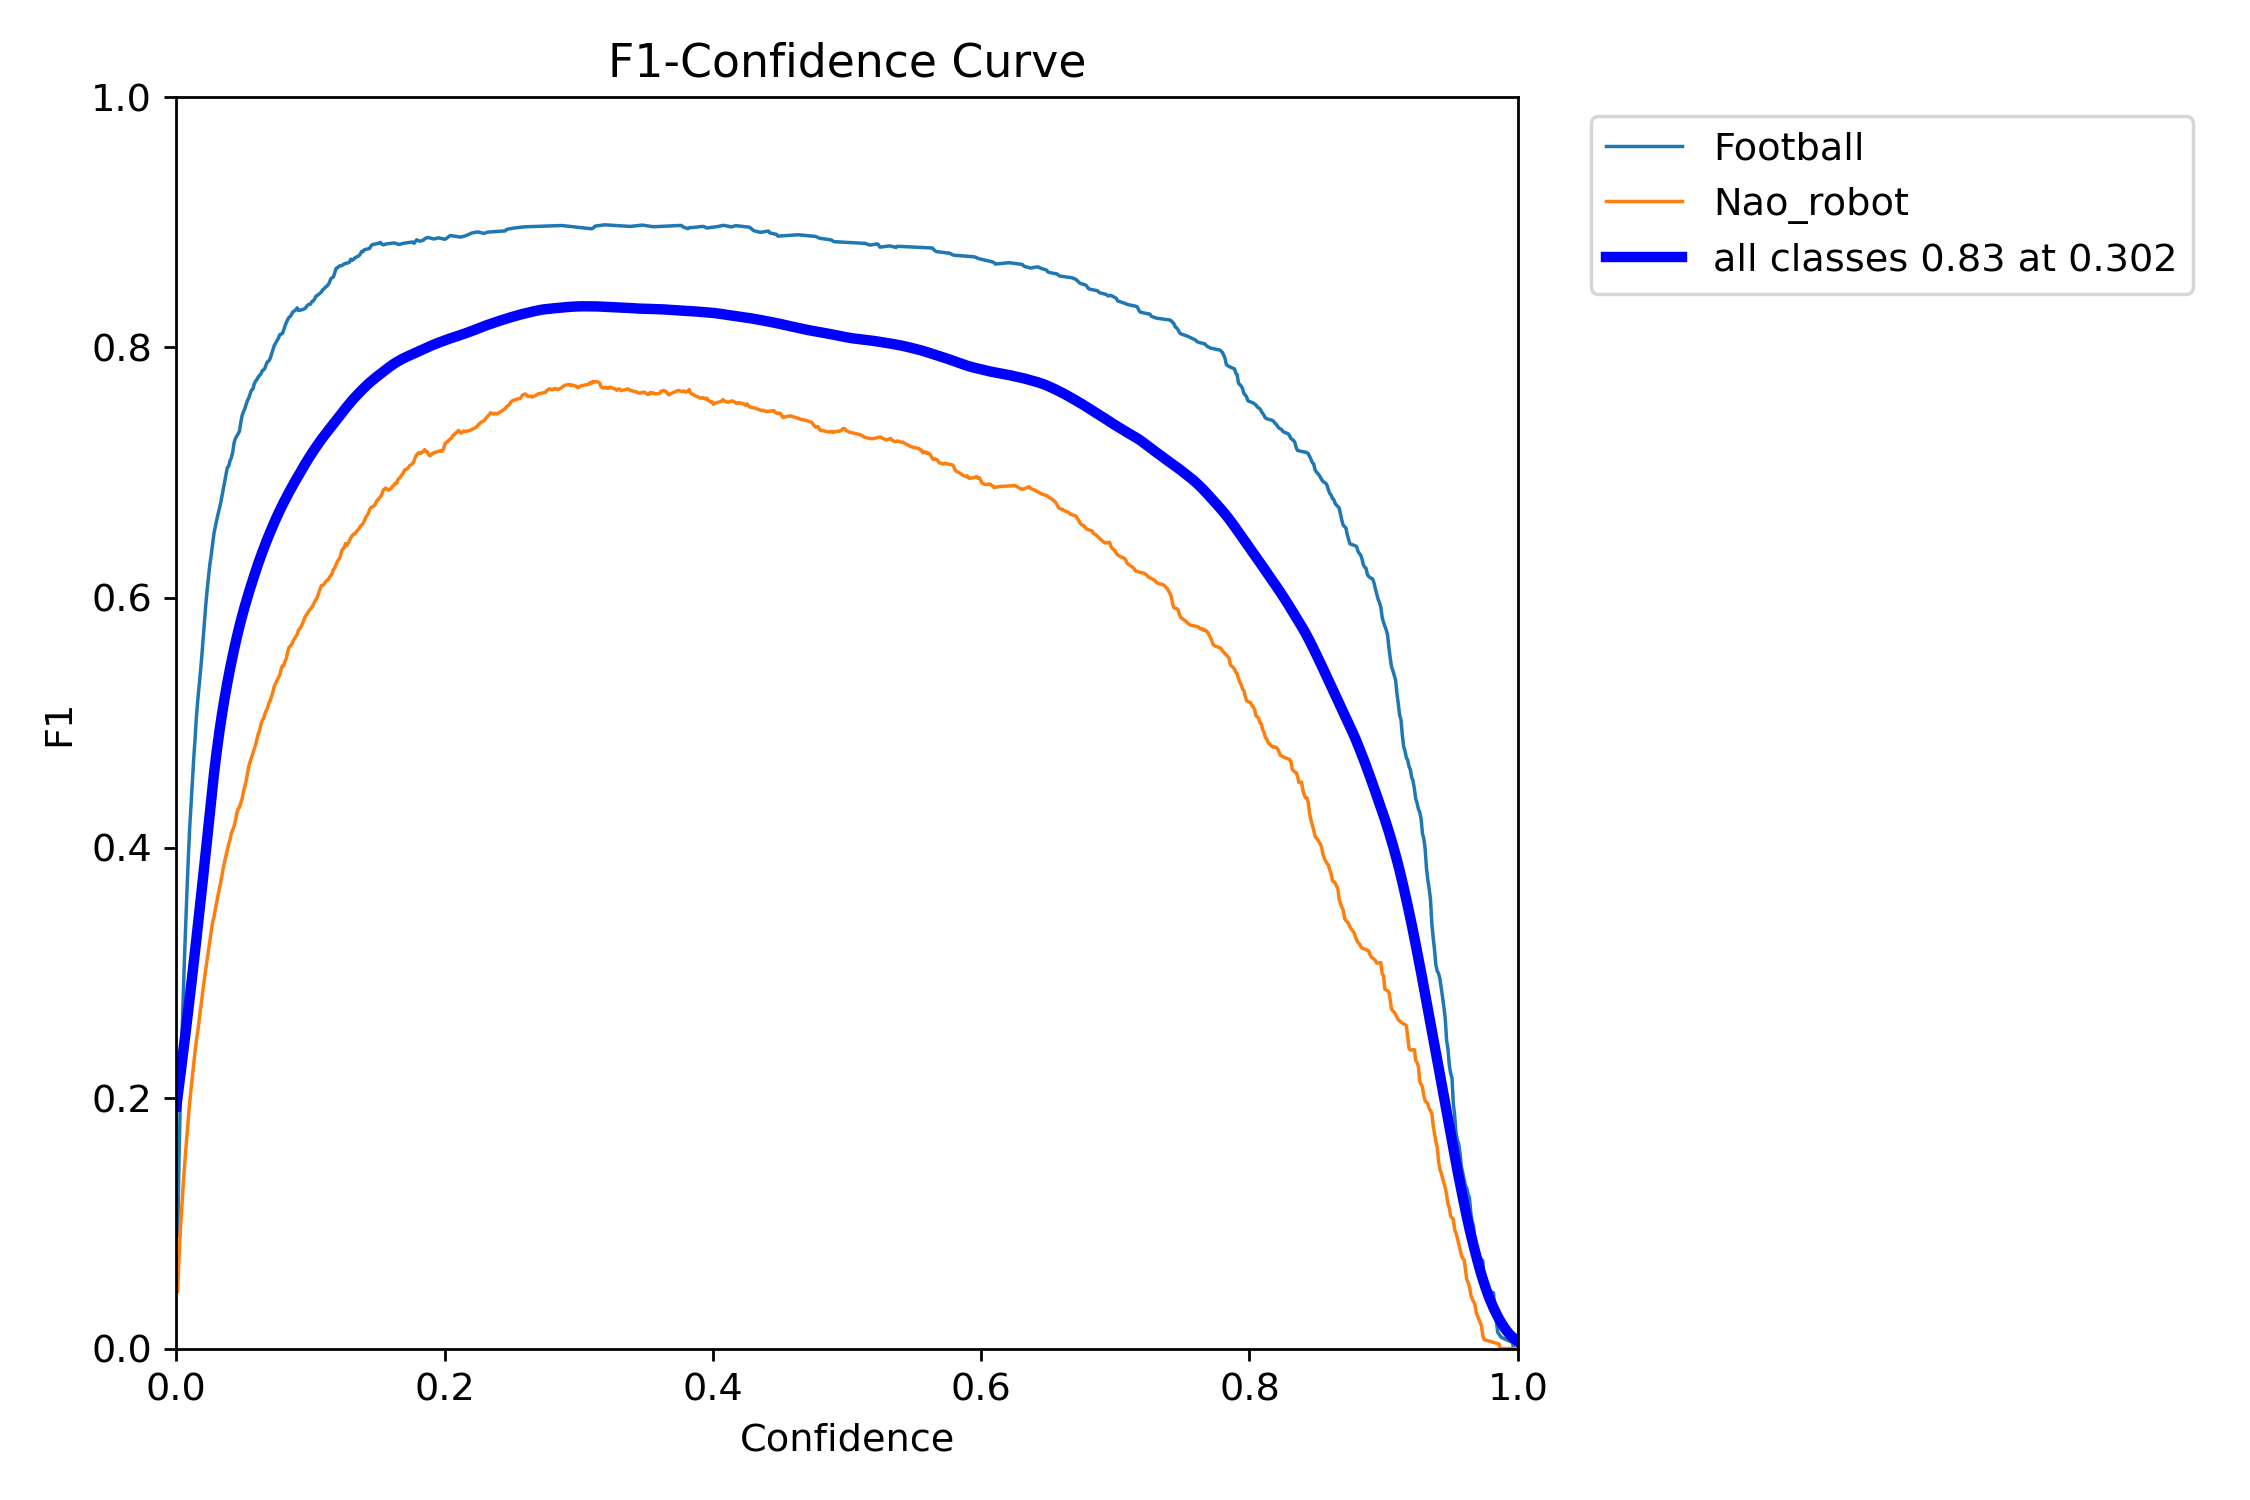 F1-Confidence Curve
1.0
0.8
0.6
0.4
0.2
0.0
F1
0.0 0.2 0.4 0.6 0.8 1.0
Confidence
Football
Nao_robot
all classes 0.83 at 0.302